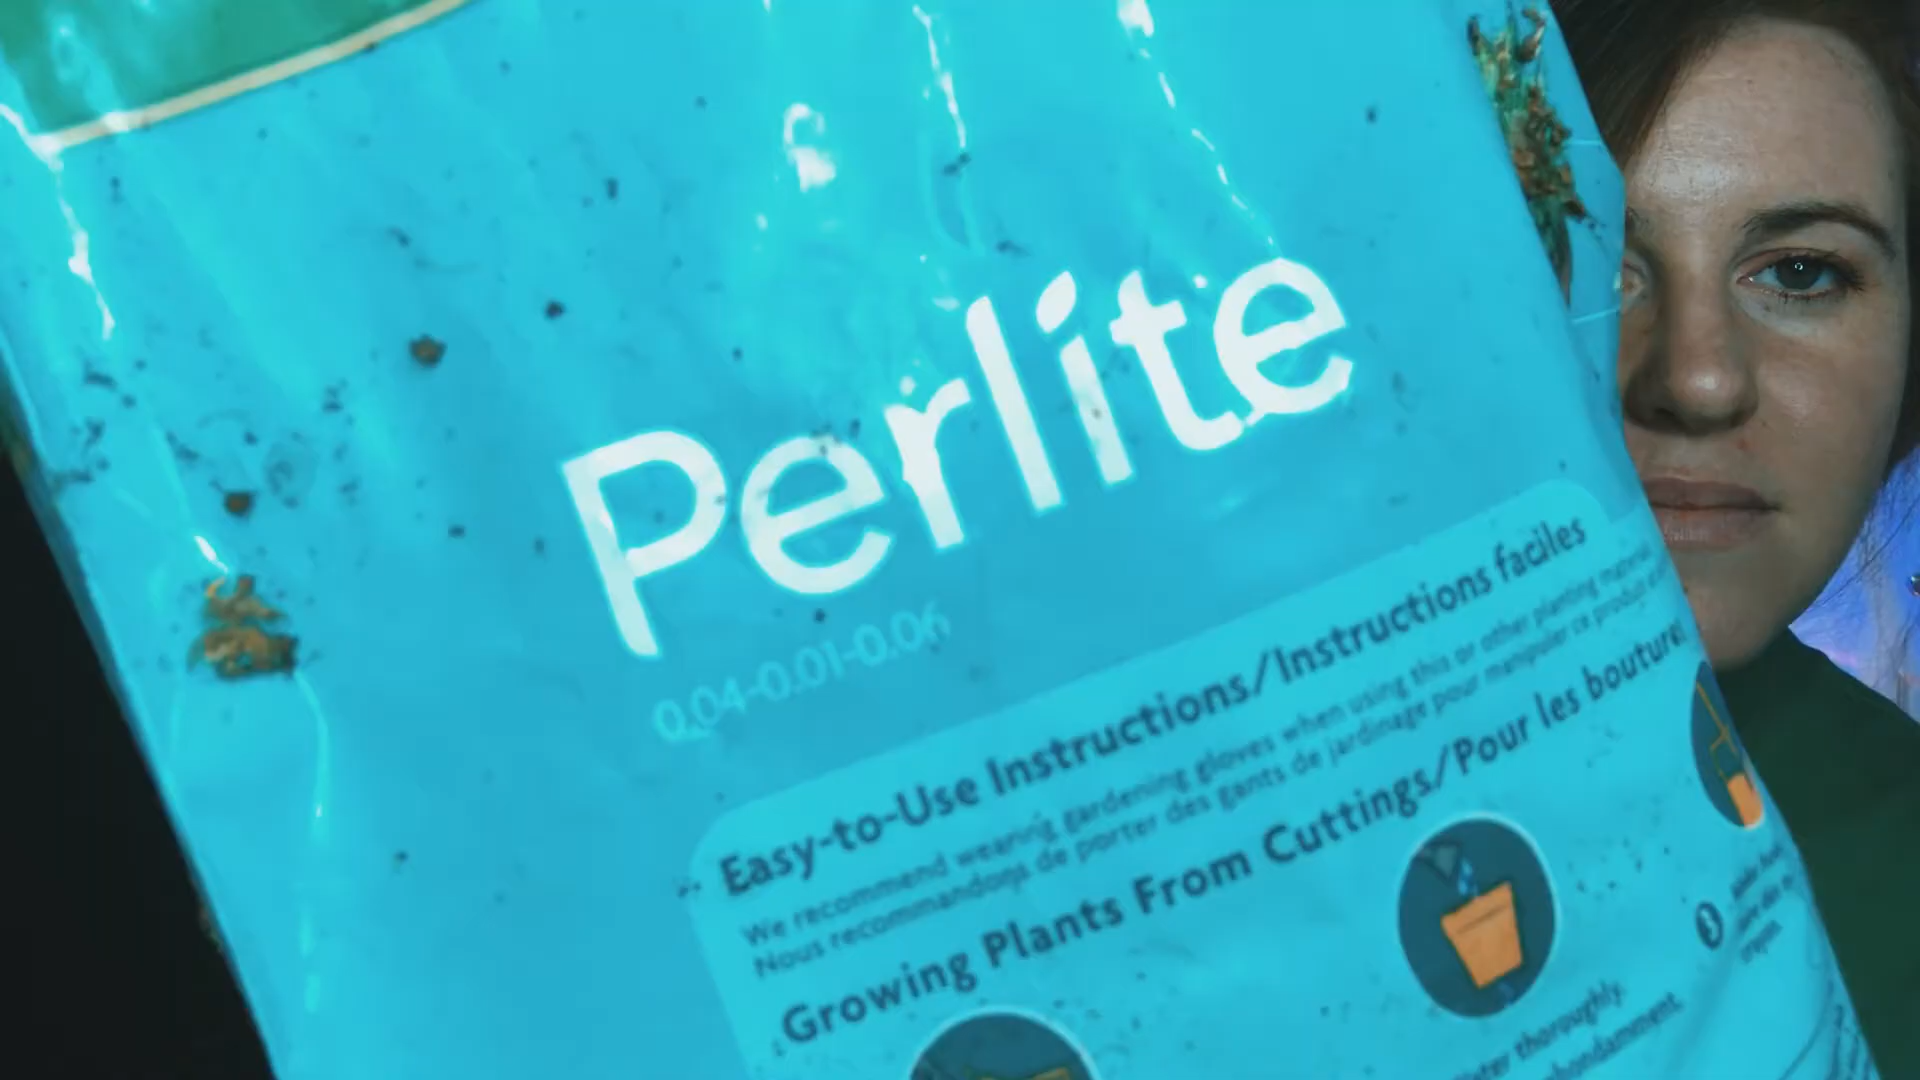 Perlite
0.04-0.01-0.06
Easy-to-Use Instructions/Instructions faciles
We recommend wearing gardening gloves when using this or other planting
Nous recommandons de porter des gants de jardinage pour manipuler ce produit
Growing Plants From Cuttings/Pour les
thoroughly.